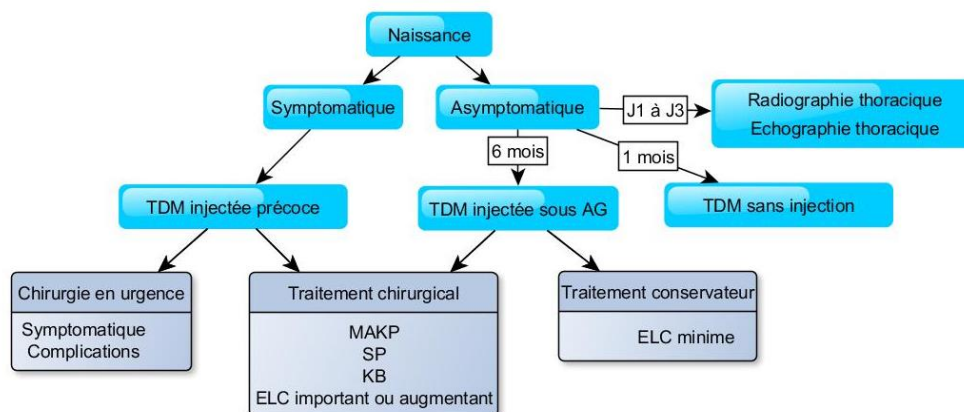 Naissance
Symptomatique
Asymptomatique
J1 à J3
Radiographie thoracique
Echographie thoracique
6 mois
1 mois
TDM injectée précoce
TDM injectée sous AG
TDM sans injection
Chirurgie en urgence
Symptomatique
Complications
Traitement chirurgical
MAKP
SP
KB
ELC important ou augmentant
Traitement conservateur
ELC minime